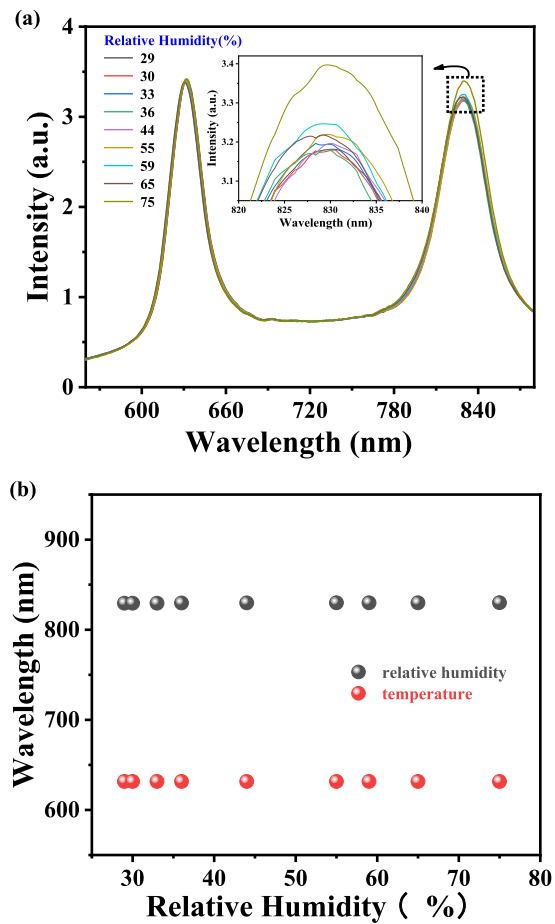 (a)
Relative Humidity(%)
29
30
33
36
44
55
59
65
75
3.4
3.3
3.2
3.1
Intensity (a.u.)
820 825 830 835 840
Wavelength (nm)
4
3
2
1
0
Intensity (a.u.)
600 660 720 780 840
Wavelength (nm)
(b)
900
800
700
600
Wavelength (nm)
relative humidity
temperature
30 40 50 60 70 80
Relative Humidity ( %)